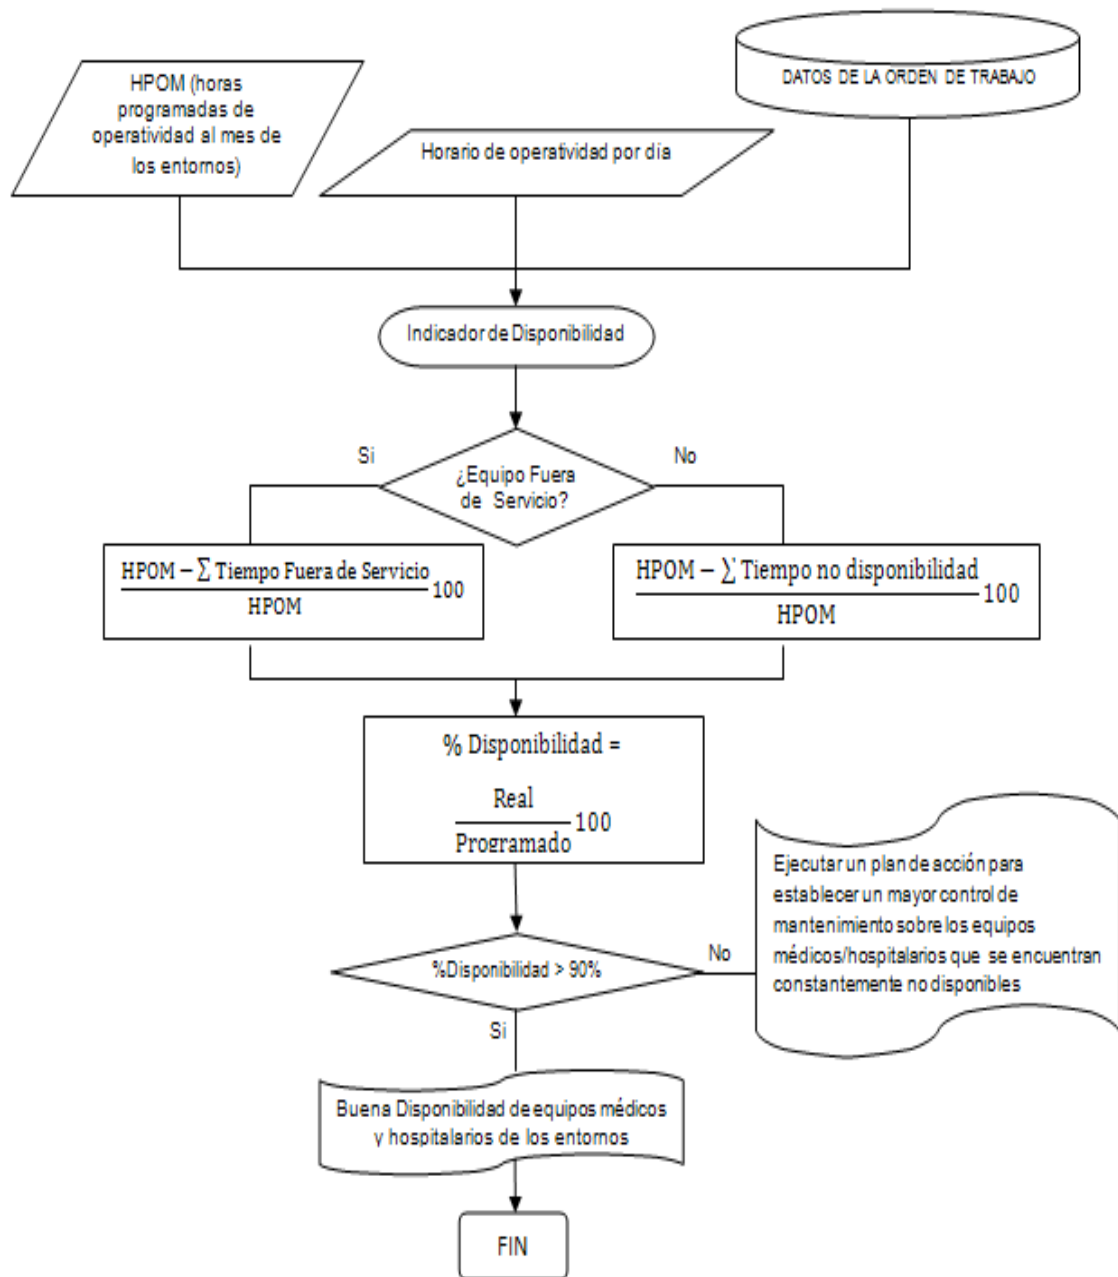 HPOM (horas
programadas de
operatividad al mes de
los entornos)
Horario de operatividad por día
DATOS DE LA ORDEN DE TRABAJO
Indicador de Disponibilidad
Si
No
¿Equipo Fuera
de Servicio?
HPOM − ∑ Tiempo Fuera de Servicio
100
HPOM
HPOM − ∑ Tiempo no disponibilidad
100
HPOM
% Disponibilidad =
Real
100
Programado
%Disponibilidad > 90%
No
Si
Ejecutar un plan de acción para
establecer un mayor control de
mantenimiento sobre los equipos
médicos/hospitalarios que se encuentran
constantemente no disponibles
Buena Disponibilidad de equipos médicos
y hospitalarios de los entornos
FIN